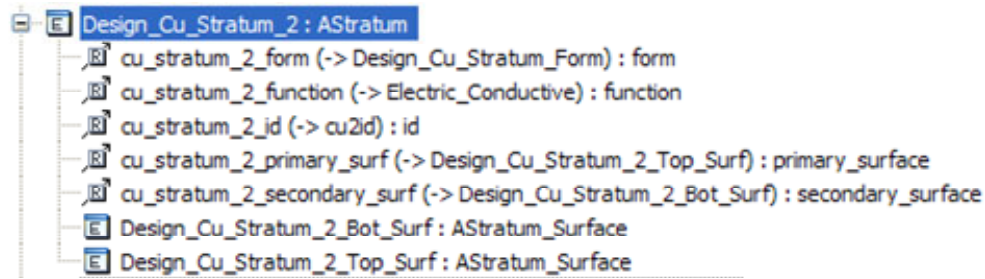 Design_Cu_Stratum_2 : AStratum
cu_stratum_2_form (-> Design_Cu_Stratum_Form) : form
cu_stratum_2_function (-> Electric_Conductive) : function
cu_stratum_2_id (-> cu2id) : id
cu_stratum_2_primary_surf (-> Design_Cu_Stratum_2_Top_Surf) : primary_surface
cu_stratum_2_secondary_surf (-> Design_Cu_Stratum_2_Bot_Surf) : secondary_surface
Design_Cu_Stratum_2_Bot_Surf : AStratum_Surface
Design_Cu_Stratum_2_Top_Surf : AStratum_Surface